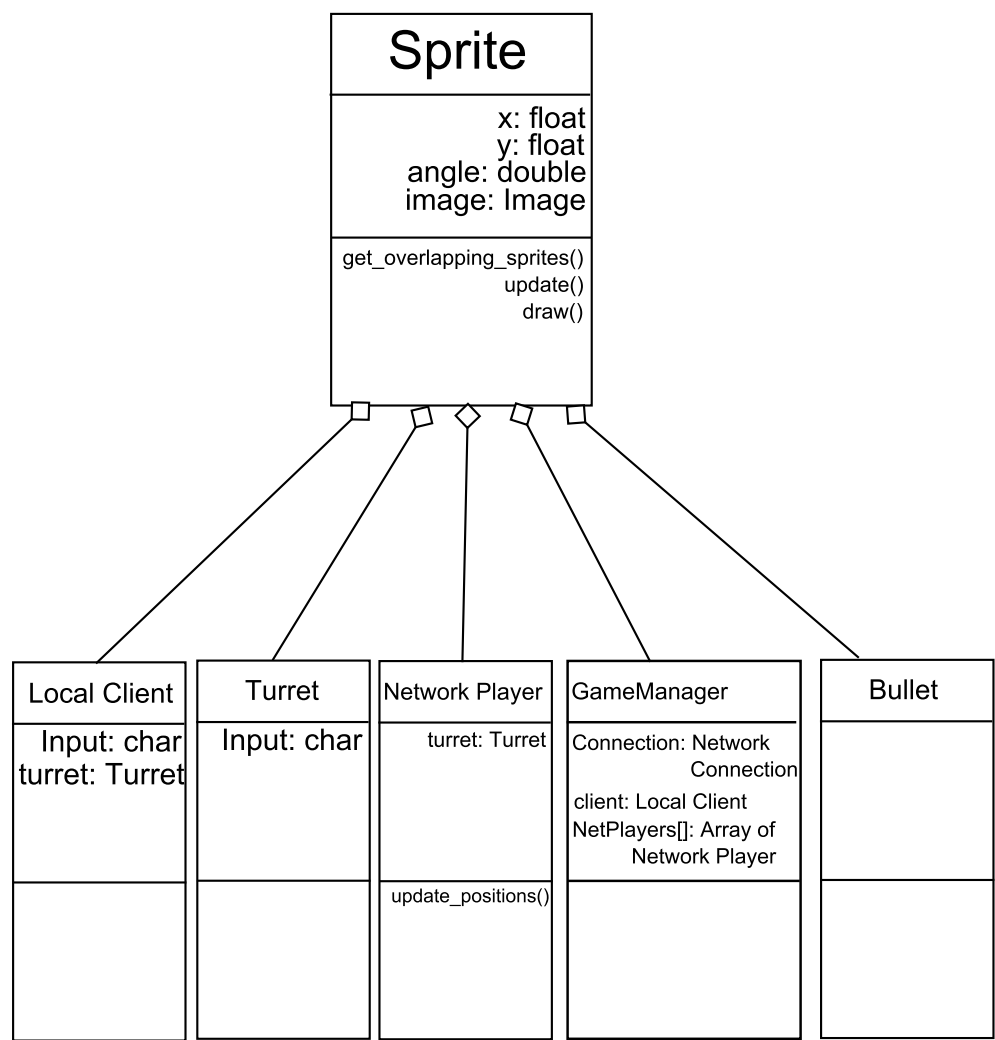 Sprite
x: float
y: float
angle: double
image: Image
get_overlapping_sprites()
update()
draw()
Local Client
Input: char
turret: Turret
Turret
Input: char
Network Player
turret: Turret
update_positions()
GameManager
Connection: Network
Connection
client: Local Client
NetPlayers[]: Array of
Network Player
Bullet